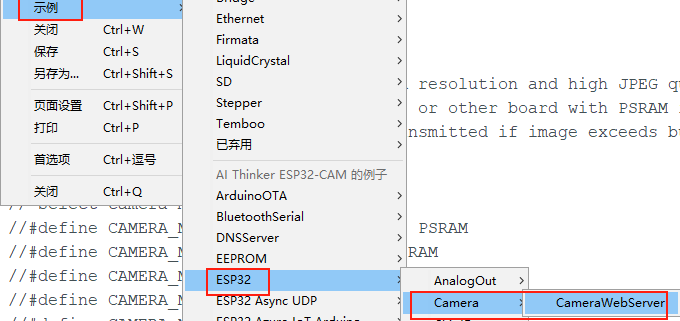 示例
关闭 Ctrl+W
保存 Ctrl+S
另存为... Ctrl+Shift+S
页面设置 Ctrl+Shift+P
打印 Ctrl+P
首选项 Ctrl+逗号
关闭 Ctrl+Q
Bridge
Ethernet
Firmata
LiquidCrystal
SD
Stepper
Temboo
已弃用
AI Thinker ESP32-CAM 的例子
ArduinoOTA
BluetoothSerial
DNSServer
EEPROM
ESP32
ESP32 Async UDP
AnalogOut
Camera
CameraWebServer
resolution and high JPEG qu
or other board with PSRAM
nsmitted if image exceeds bu
//#define CAMERA_M PSRAM
//#define CAMERA_M RAM
//#define CAMERA_M
//#define CAMERA_M